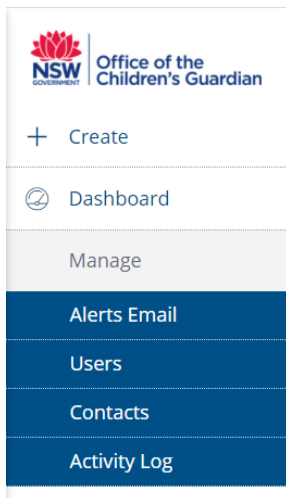 NSW
GOVERNMENT
Office of the
Children's Guardian
Create
Dashboard
Manage
Alerts Email
Users
Contacts
Activity Log